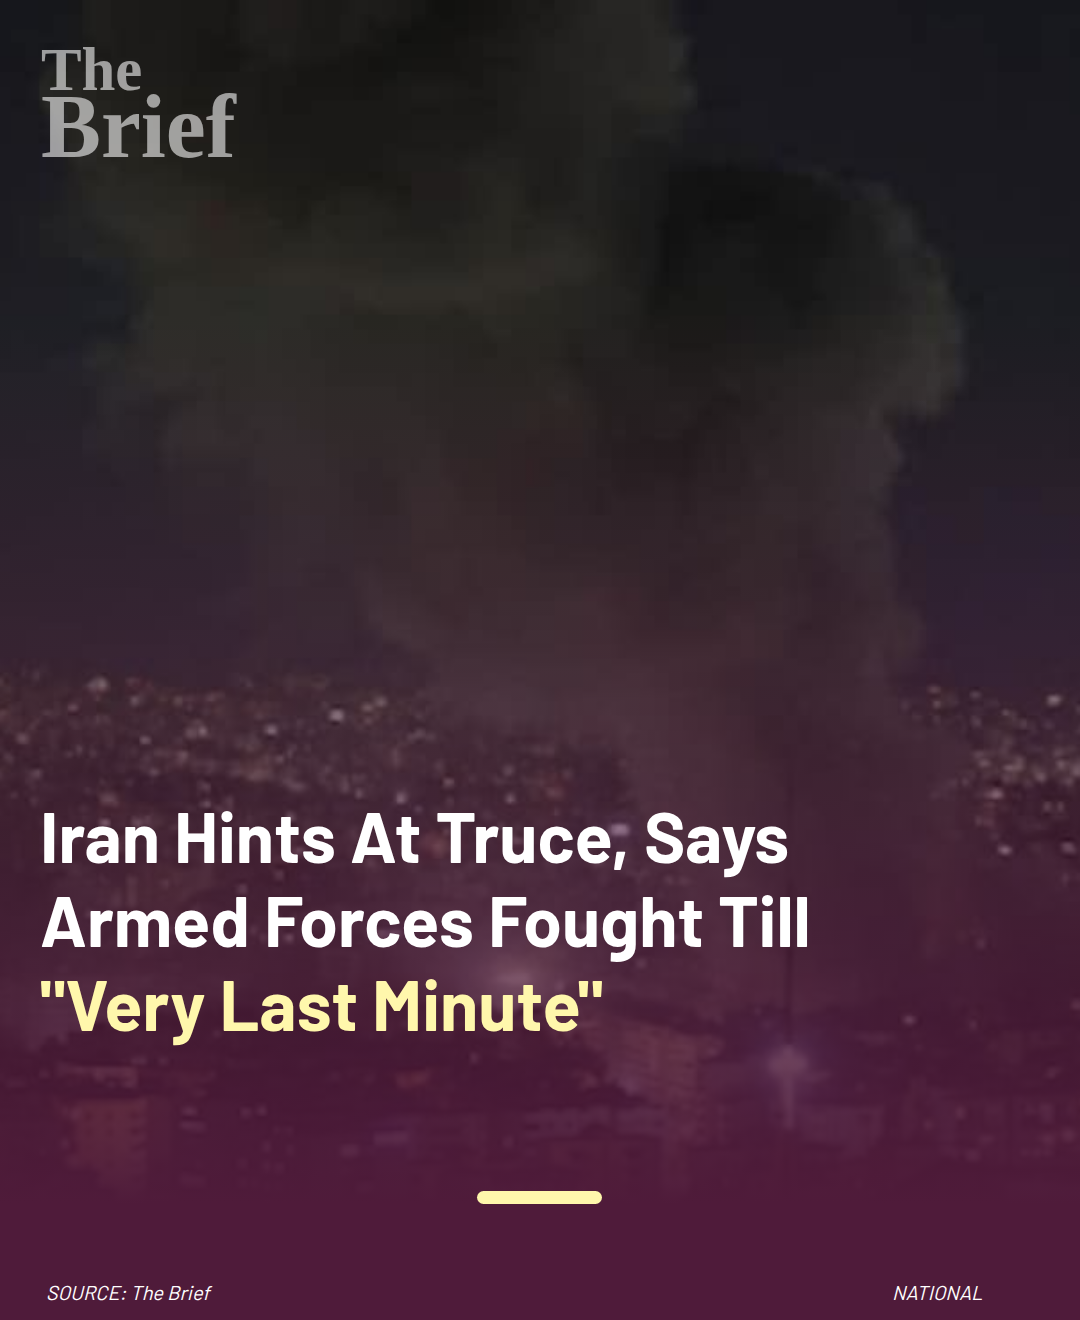 The
Brief
Iran Hints At Truce, Says
Armed Forces Fought Till
"Very Last Minute"
SOURCE: The Brief
NATIONAL